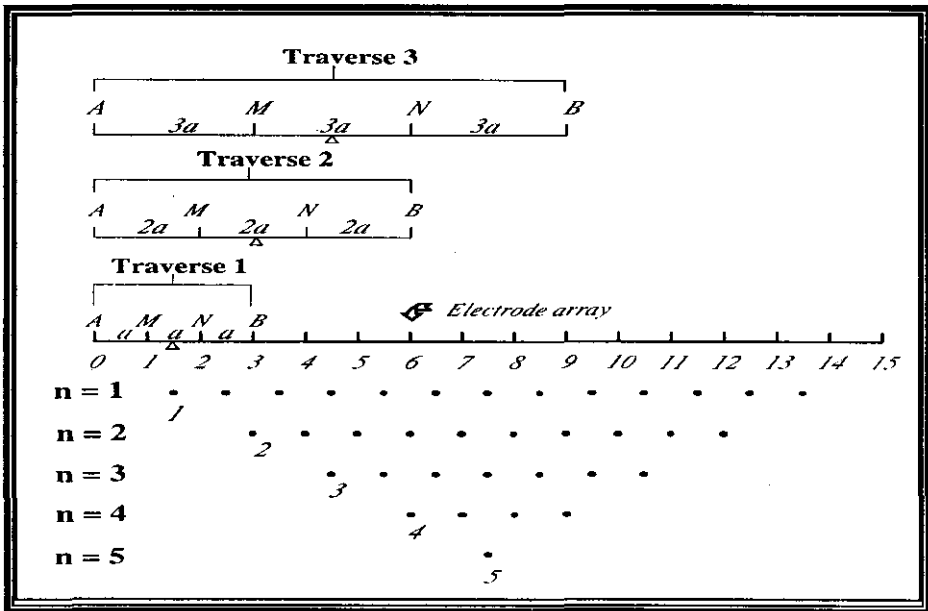 Traverse 3
A M N B
3a 3a 3a
Traverse 2
A M N B
2a 2a 2a
Traverse 1
A M N B
a a a
Electrode array
0 1 2 3 4 5 6 7 8 9 10 11 12 13 14 15
n = 1
1
n = 2
2
n = 3
3
n = 4
4
n = 5
5